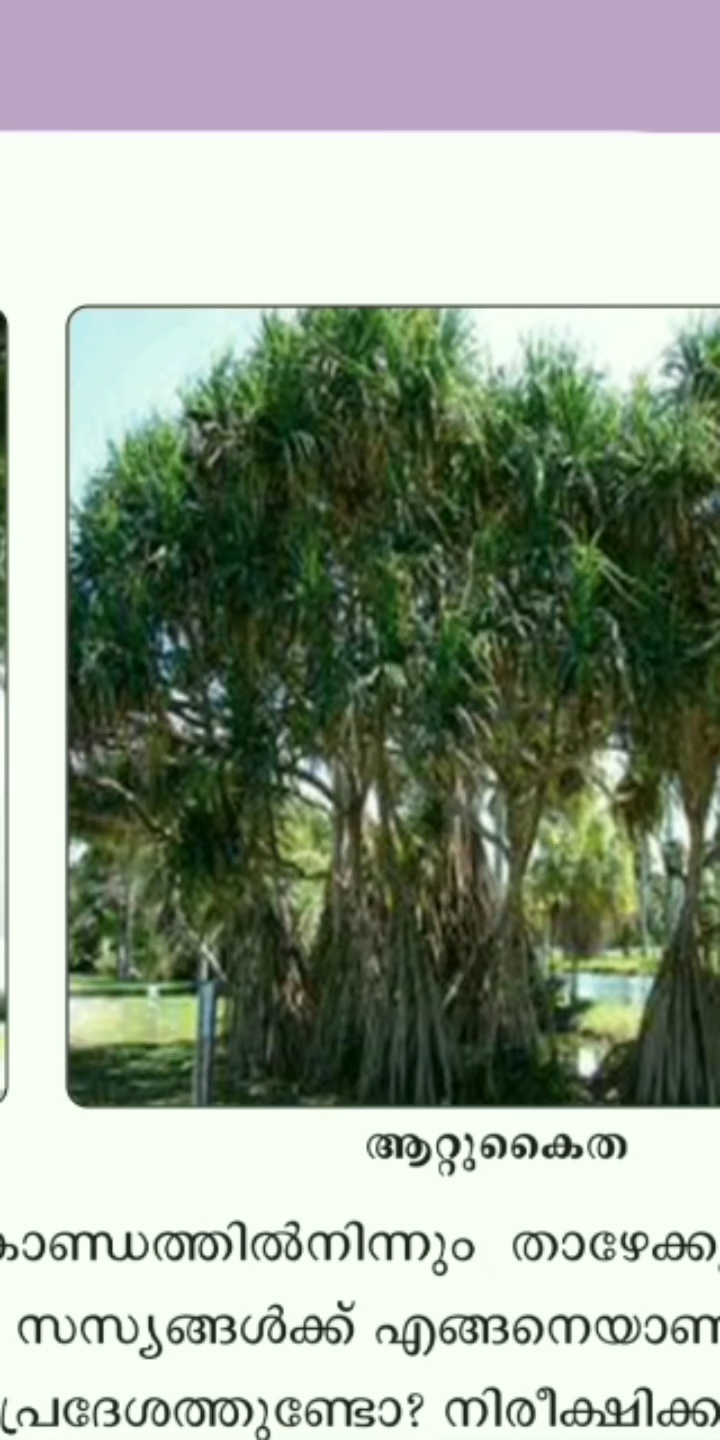 ആറ്റുകൈത
കാണ്ഡത്തിൽനിന്നും താഴേക്കു
സസ്യങ്ങൾക്ക് എങ്ങനെയാണ
പ്രദേശത്തുണ്ടോ? നിരീക്ഷിക്ക